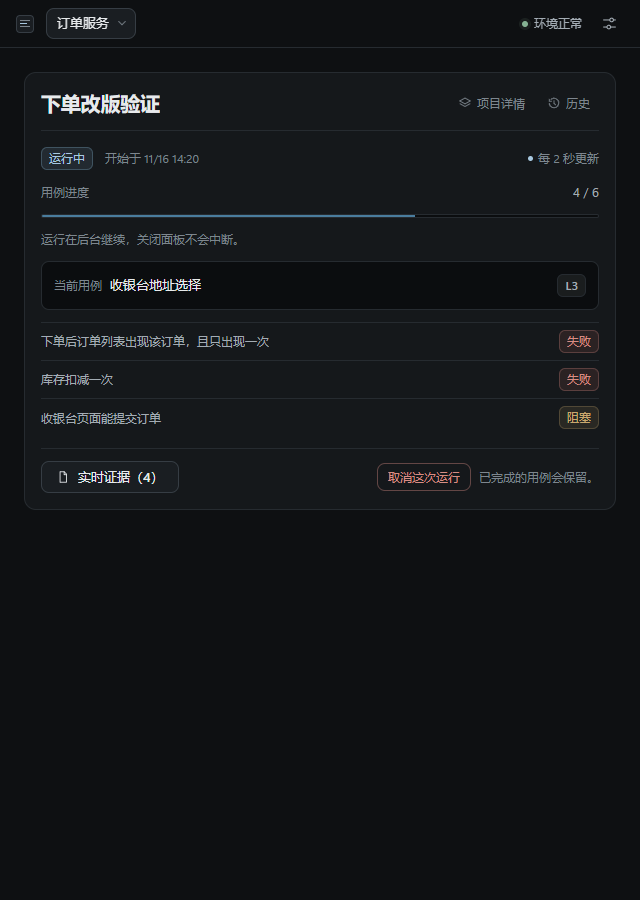 订单服务
环境正常
下单改版验证
项目详情
历史
运行中
开始于 11/16 14:20
每 2 秒更新
用例进度
4 / 6
运行在后台继续，关闭面板不会中断。
当前用例 收银台地址选择
L3
下单后订单列表出现该订单，且只出现一次
失败
库存扣减一次
失败
收银台页面能提交订单
阻塞
实时证据（4）
取消这次运行
已完成的用例会保留。